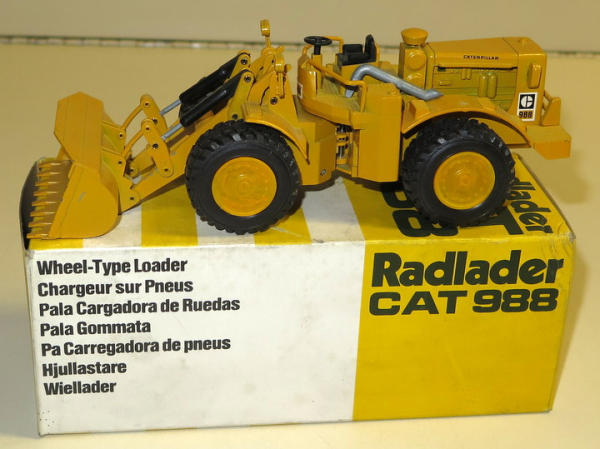 CATERPILLAR
C
988
Wheel-Type Loader
Chargeur sur Pneus
Pala Cargadora de Ruedas
Pala Gommata
Pa Carregadora de pneus
Hjullastare
Wiellader
Radlader
CAT 988